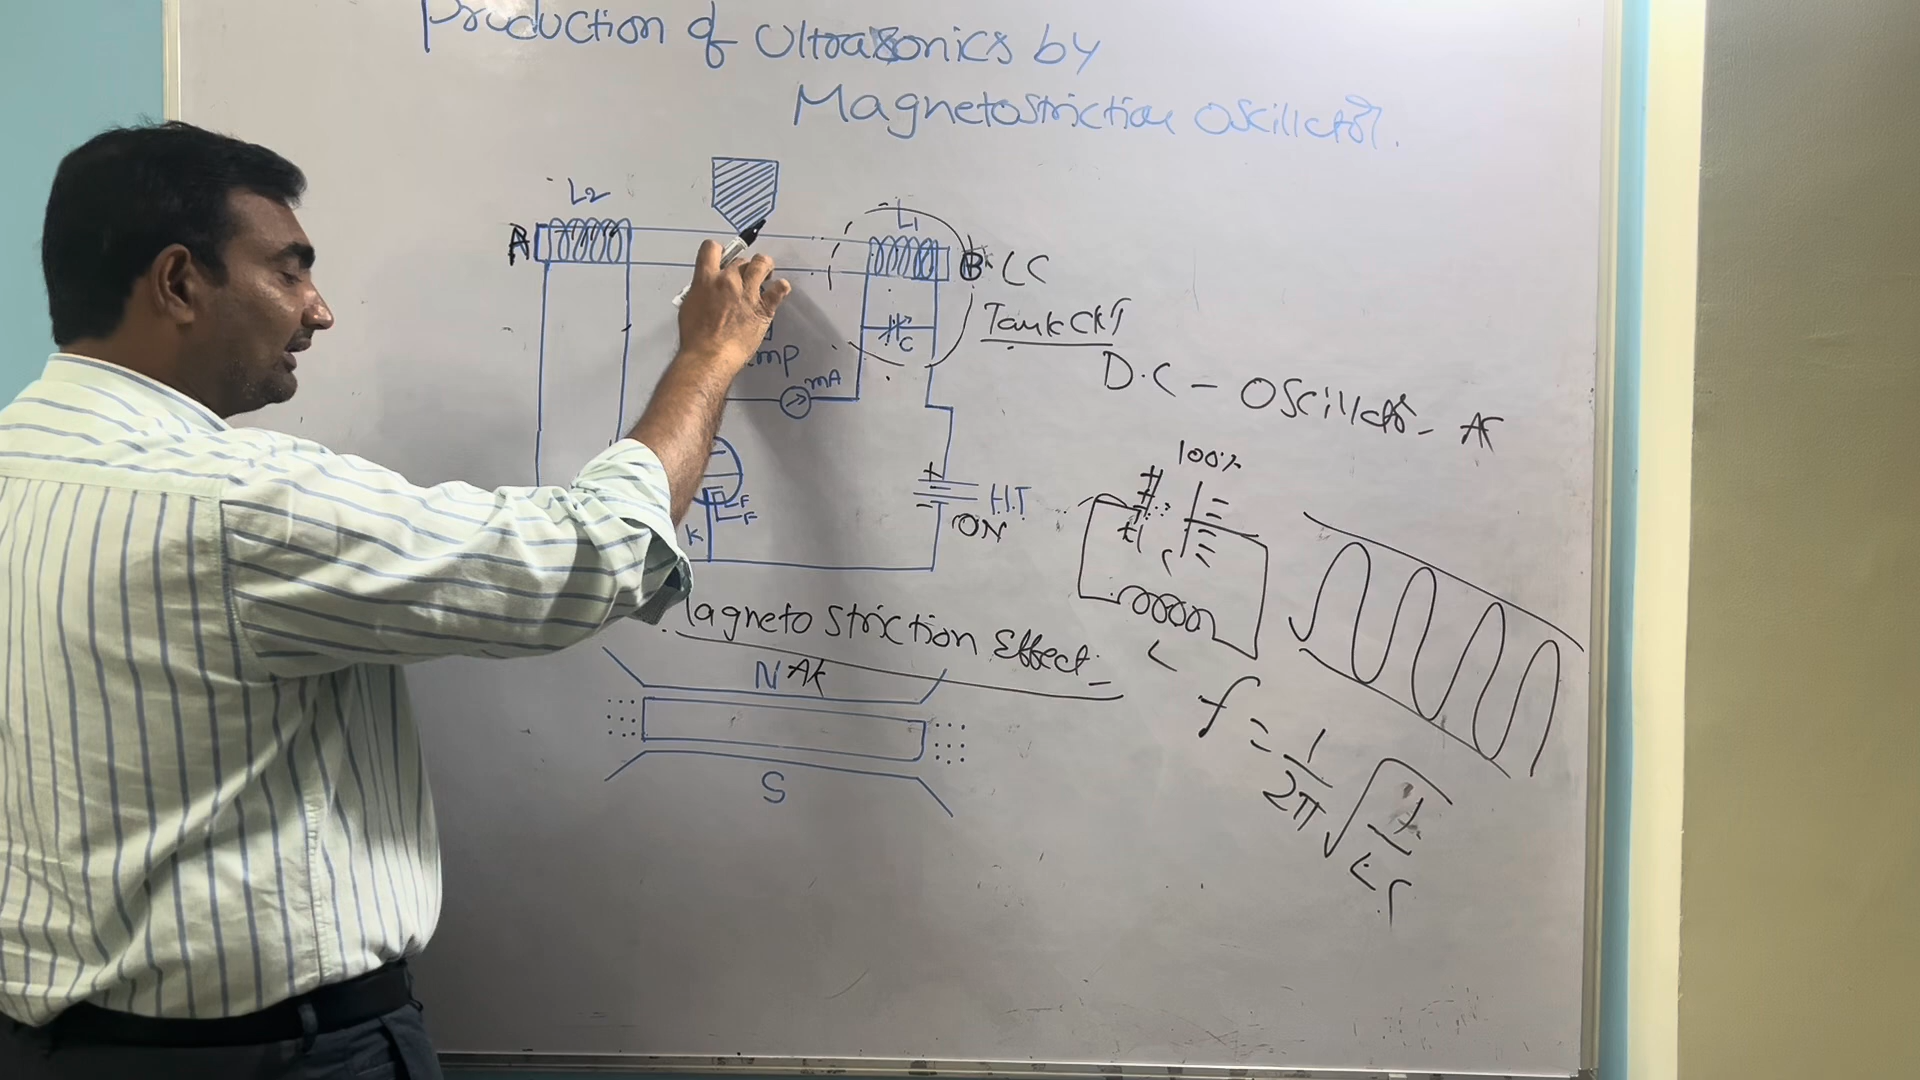 Production of Ultrasonics by
Magnetostriction Oscillator.
L2
L1
A
B
LC
Tank CKT
C
mA
D.C - Oscillator - AC
100%
+
H.T
ON
F
F
K
C
L
agneto Striction Effect
N
S
f = 1/2π √1/LC